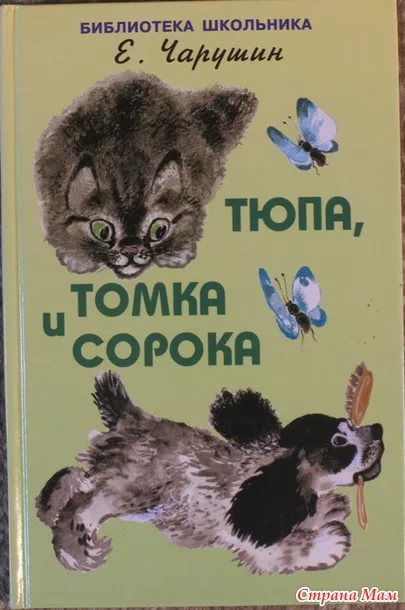 БИБЛИОТЕКА ШКОЛЬНИКА
Е. Чарушин
ТЮПА,
ТОМКА
и СОРОКА
Страна Мам